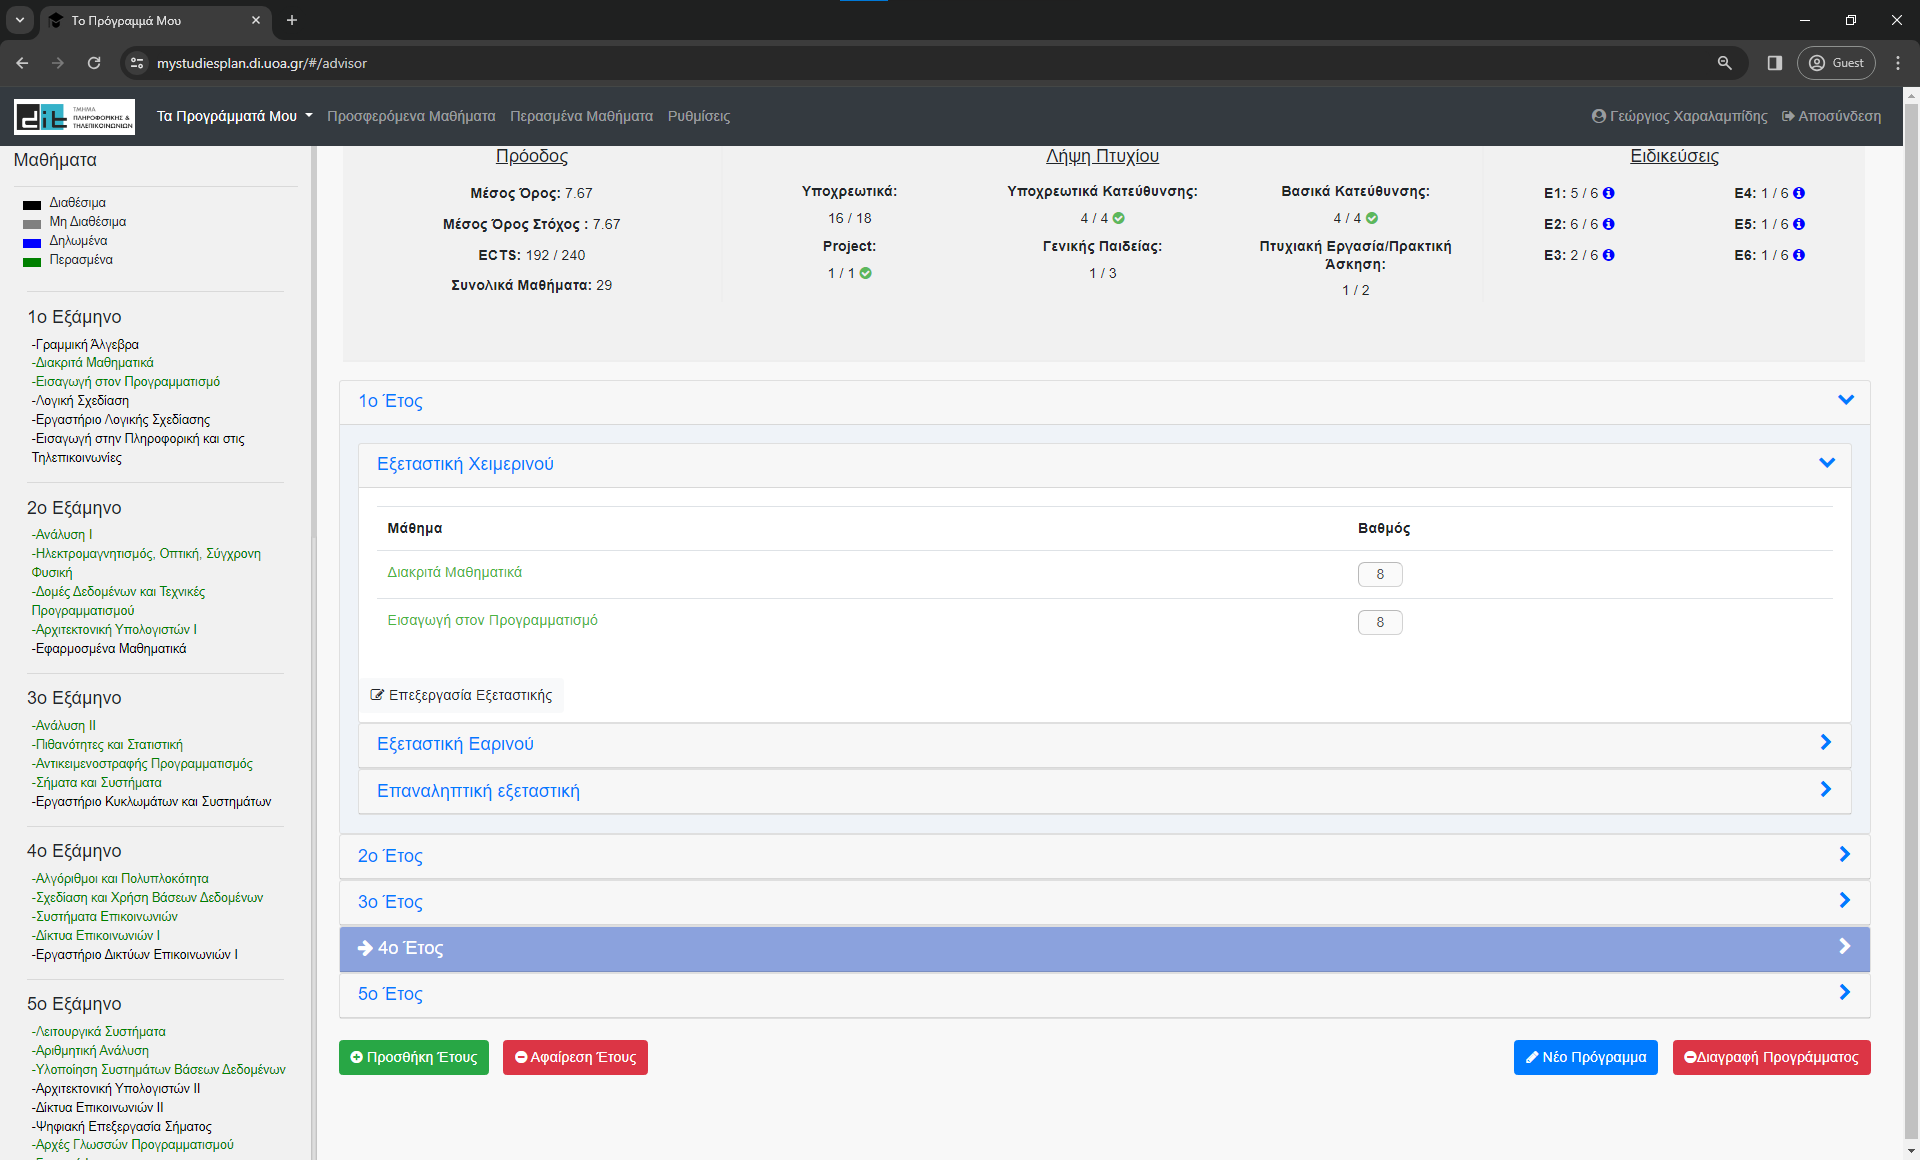 Το Πρόγραμμά Μου
mystudiesplan.di.uoa.gr/#/advisor
Guest
dit
ΤΜΗΜΑ
ΠΛΗΡΟΦΟΡΙΚΗΣ &
ΤΗΛΕΠΙΚΟΙΝΩΝΙΩΝ
Τα Προγράμματά Μου
Προσφερόμενα Μαθήματα
Περασμένα Μαθήματα
Ρυθμίσεις
Γεώργιος Χαραλαμπίδης
Αποσύνδεση
Μαθήματα
Διαθέσιμα
Μη Διαθέσιμα
Δηλωμένα
Περασμένα
1ο Εξάμηνο
-Γραμμική Άλγεβρα
-Διακριτά Μαθηματικά
-Εισαγωγή στον Προγραμματισμό
-Λογική Σχεδίαση
-Εργαστήριο Λογικής Σχεδίασης
-Εισαγωγή στην Πληροφορική και στις
Τηλεπικοινωνίες
2ο Εξάμηνο
-Ανάλυση Ι
-Ηλεκτρομαγνητισμός, Οπτική, Σύγχρονη
Φυσική
-Δομές Δεδομένων και Τεχνικές
Προγραμματισμού
-Αρχιτεκτονική Υπολογιστών Ι
-Εφαρμοσμένα Μαθηματικά
3ο Εξάμηνο
-Ανάλυση ΙΙ
-Πιθανότητες και Στατιστική
-Αντικειμενοστραφής Προγραμματισμός
-Σήματα και Συστήματα
-Εργαστήριο Κυκλωμάτων και Συστημάτων
4ο Εξάμηνο
-Αλγόριθμοι και Πολυπλοκότητα
-Σχεδίαση και Χρήση Βάσεων Δεδομένων
-Συστήματα Επικοινωνιών
-Δίκτυα Επικοινωνιών Ι
-Εργαστήριο Δικτύων Επικοινωνιών Ι
5ο Εξάμηνο
-Λειτουργικά Συστήματα
-Αριθμητική Ανάλυση
-Υλοποίηση Συστημάτων Βάσεων Δεδομένων
-Αρχιτεκτονική Υπολογιστών ΙΙ
-Δίκτυα Επικοινωνιών ΙΙ
-Ψηφιακή Επεξεργασία Σήματος
-Αρχές Γλωσσών Προγραμματισμού
Πρόοδος
Μέσος Όρος: 7.67
Μέσος Όρος Στόχος : 7.67
ECTS: 192 / 240
Συνολικά Μαθήματα: 29
Λήψη Πτυχίου
Υποχρεωτικά:
16 / 18
Project:
1 / 1
Υποχρεωτικά Κατεύθυνσης:
4 / 4
Γενικής Παιδείας:
1 / 3
Βασικά Κατεύθυνσης:
4 / 4
Πτυχιακή Εργασία/Πρακτική
Άσκηση:
1 / 2
Ειδικεύσεις
E1: 5 / 6
E2: 6 / 6
E3: 2 / 6
E4: 1 / 6
E5: 1 / 6
E6: 1 / 6
1ο Έτος
Εξεταστική Χειμερινού
Μάθημα
Βαθμός
Διακριτά Μαθηματικά
8
Εισαγωγή στον Προγραμματισμό
8
Επεξεργασία Εξεταστικής
Εξεταστική Εαρινού
Επαναληπτική εξεταστική
2ο Έτος
3ο Έτος
4ο Έτος
5ο Έτος
Προσθήκη Έτους
Αφαίρεση Έτους
Νέο Πρόγραμμα
Διαγραφή Προγράμματος